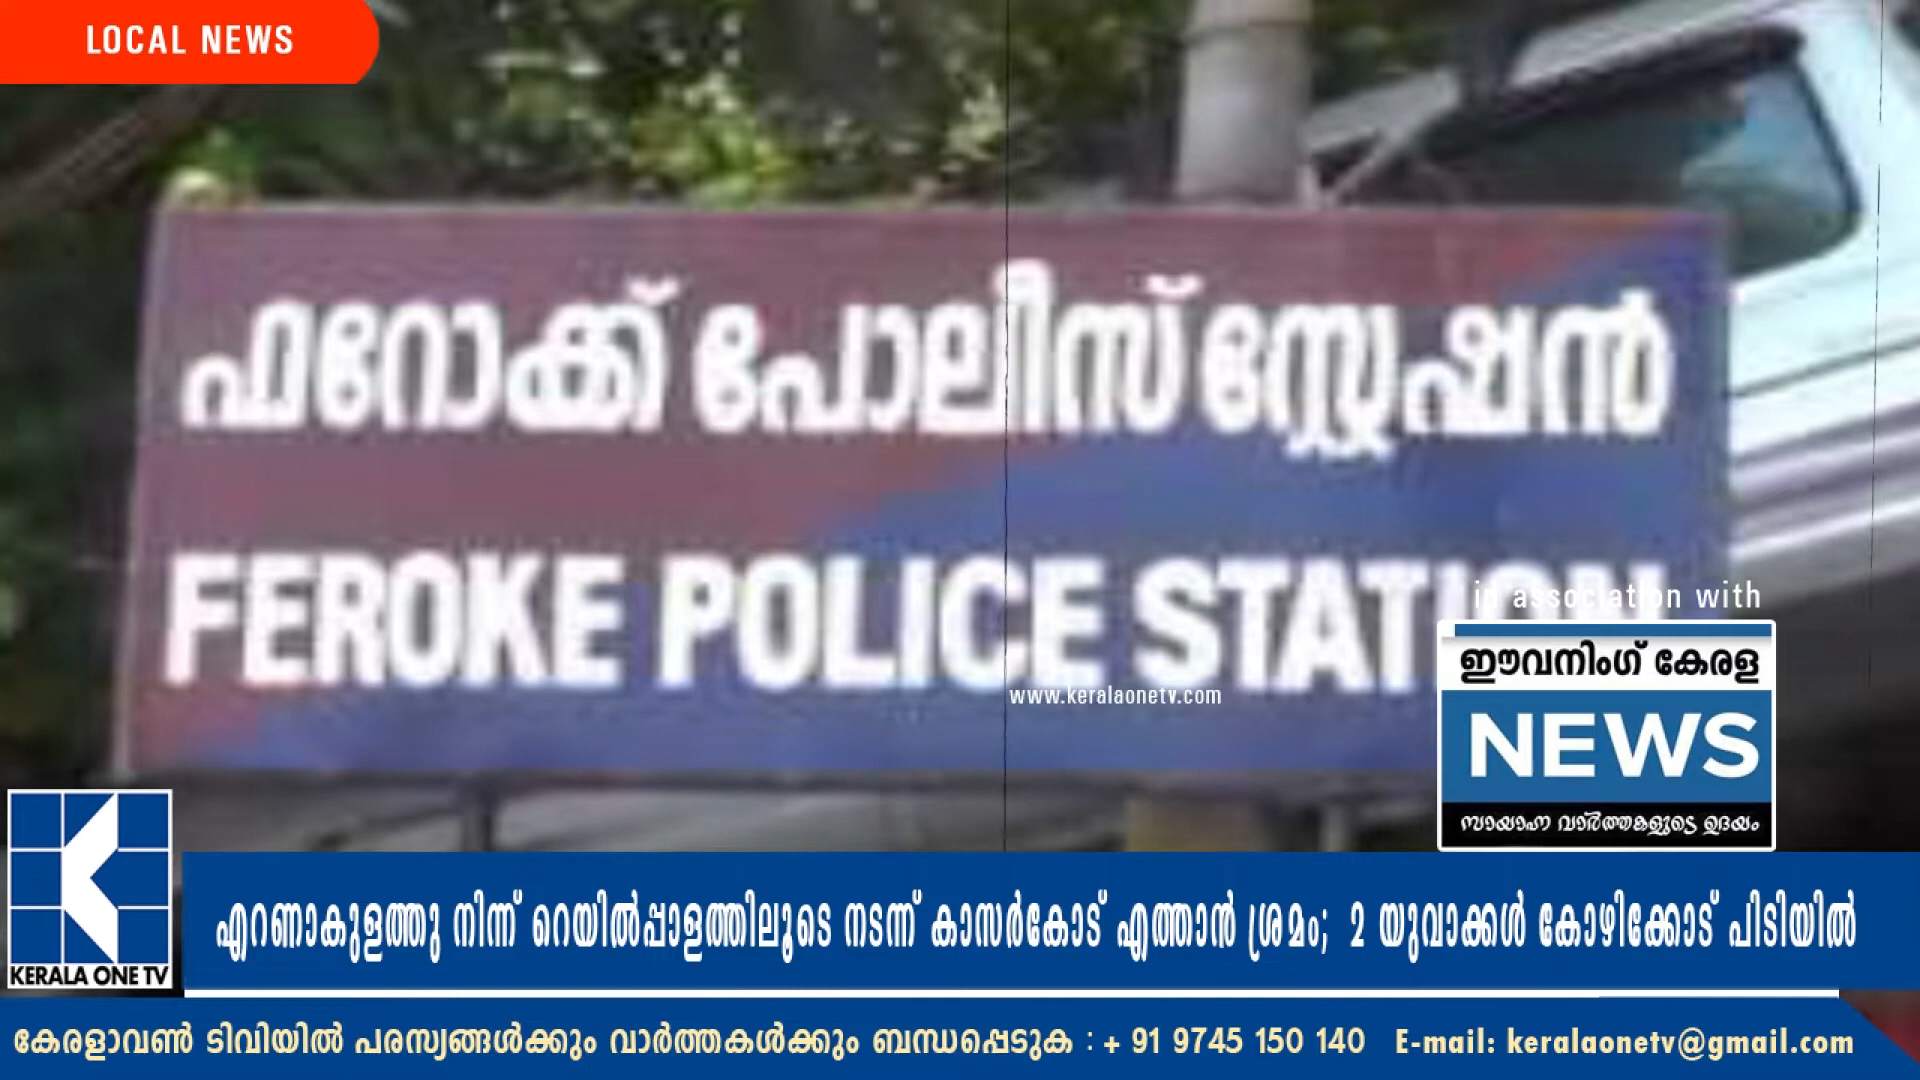 LOCAL NEWS
ഫറോക്ക് പോലീസ് സ്റ്റേഷൻ
FEROKE POLICE STATION
in association with
www.keralaonetv.com
ഈവനിംഗ് കേരള
NEWS
സായാഹ്ന വാർത്തകളുടെ ഉദയം
എറണാകുളത്തു നിന്ന് റെയിൽപ്പാളത്തിലൂടെ നടന്ന് കാസർകോട് എത്താൻ ശ്രമം; 2 യുവാക്കൾ കോഴിക്കോട് പിടിയിൽ
KERALA ONE TV
കേരളാവൺ ടിവിയിൽ പരസ്യങ്ങൾക്കും വാർത്തകൾക്കും ബന്ധപ്പെടുക : + 91 9745 150 140 E-mail: keralaonetv@gmail.com